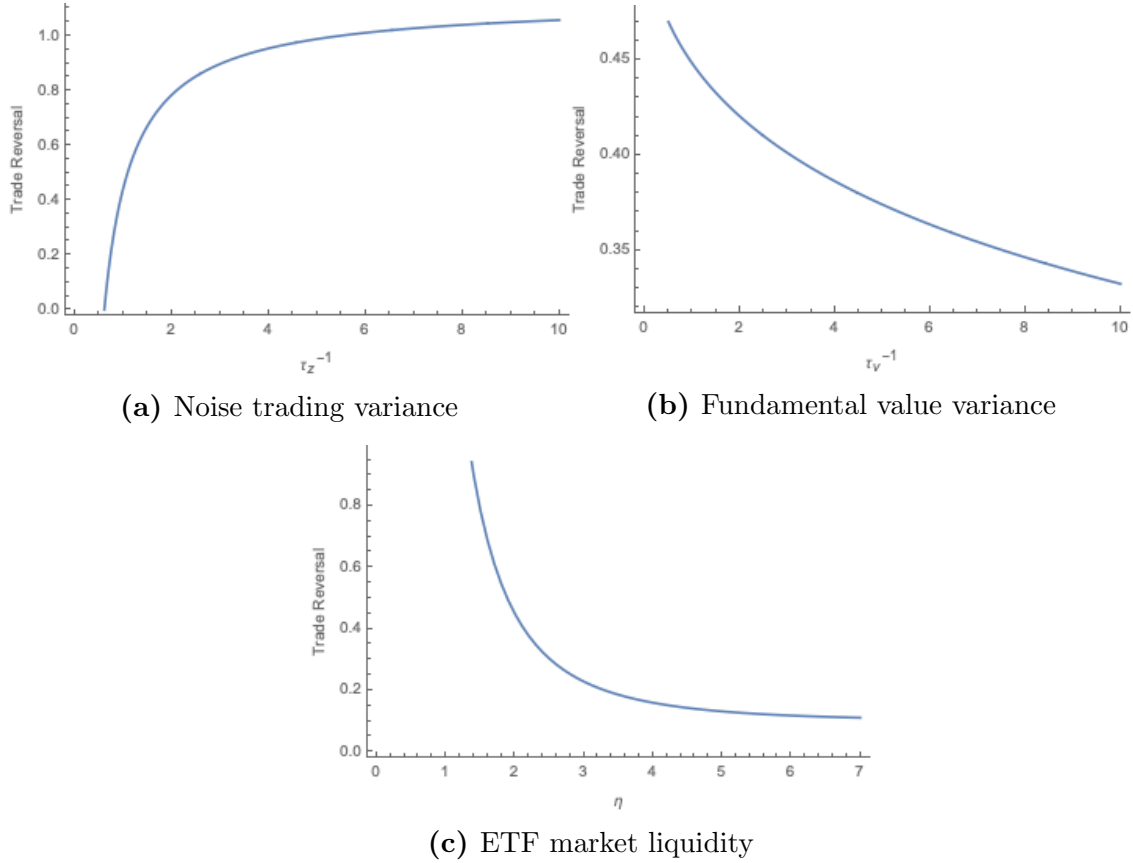 Trade Reversal
1.0
0.8
0.6
0.4
0.2
0.0
0 2 4 6 8 10
τz⁻¹
(a) Noise trading variance
Trade Reversal
0.45
0.40
0.35
0 2 4 6 8 10
τv⁻¹
(b) Fundamental value variance
Trade Reversal
0.8
0.6
0.4
0.2
0.0
0 1 2 3 4 5 6 7
η
(c) ETF market liquidity